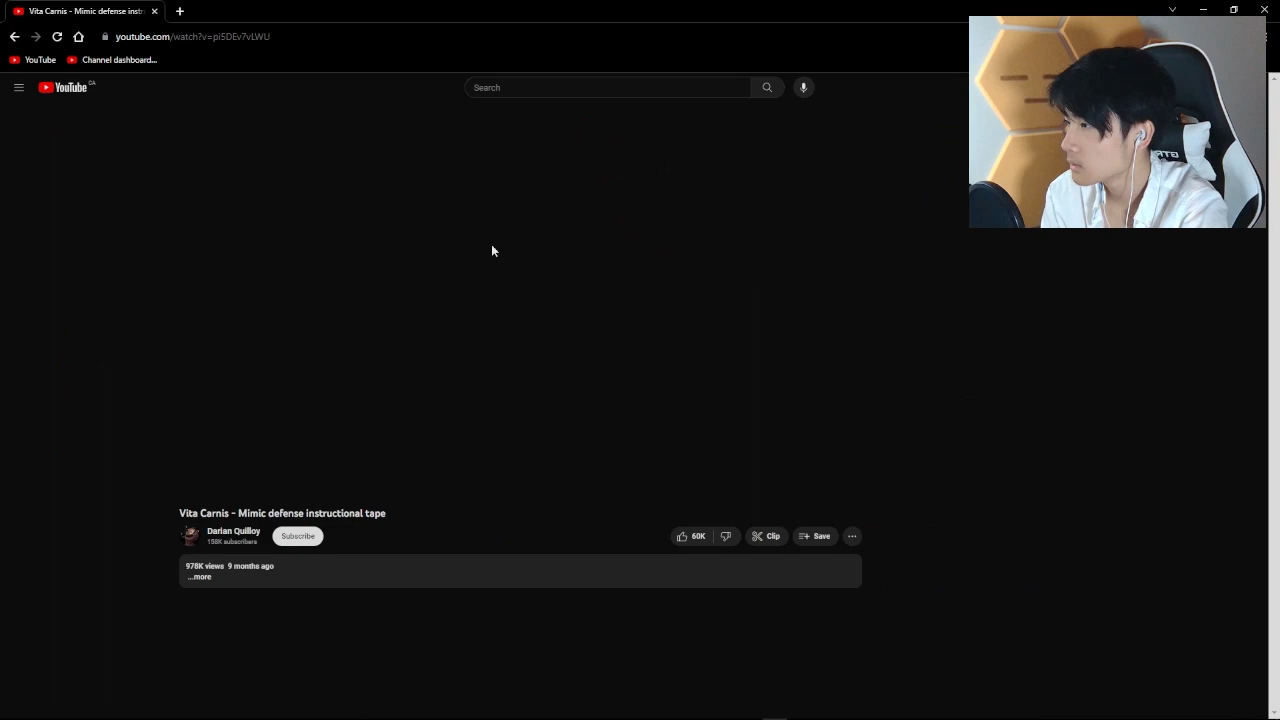 Vita Carnis - Mimic defense instr
youtube.com/watch?v=pi5DEv7vLWU
YouTube
Channel dashboard...
YouTube CA
Search
Vita Carnis - Mimic defense instructional tape
Darian Quilloy
158K subscribers
Subscribe
60K
Clip
Save
978K views 9 months ago
...more